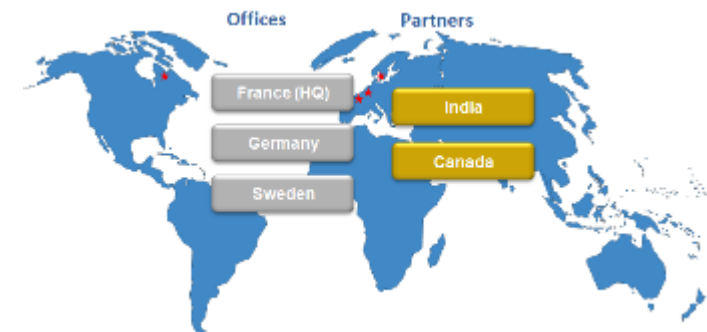 Offices
Partners
France (HQ)
Germany
Sweden
India
Canada